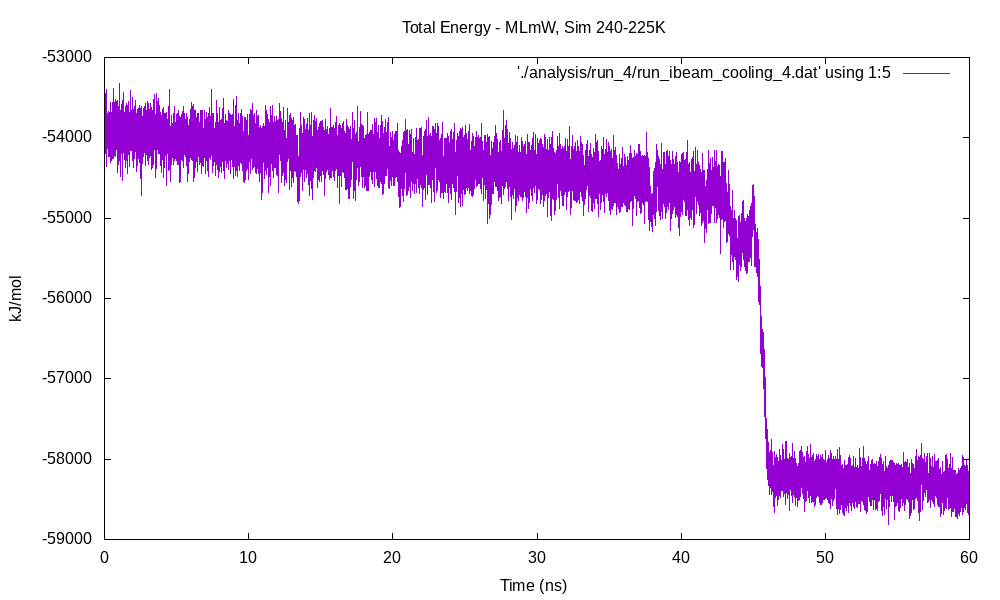 Total Energy - MLmW, Sim 240-225K
'./analysis/run_4/run_ibeam_cooling_4.dat' using 1:5
-53000
-54000
-55000
-56000
-57000
-58000
-59000
kJ/mol
0 10 20 30 40 50 60
Time (ns)